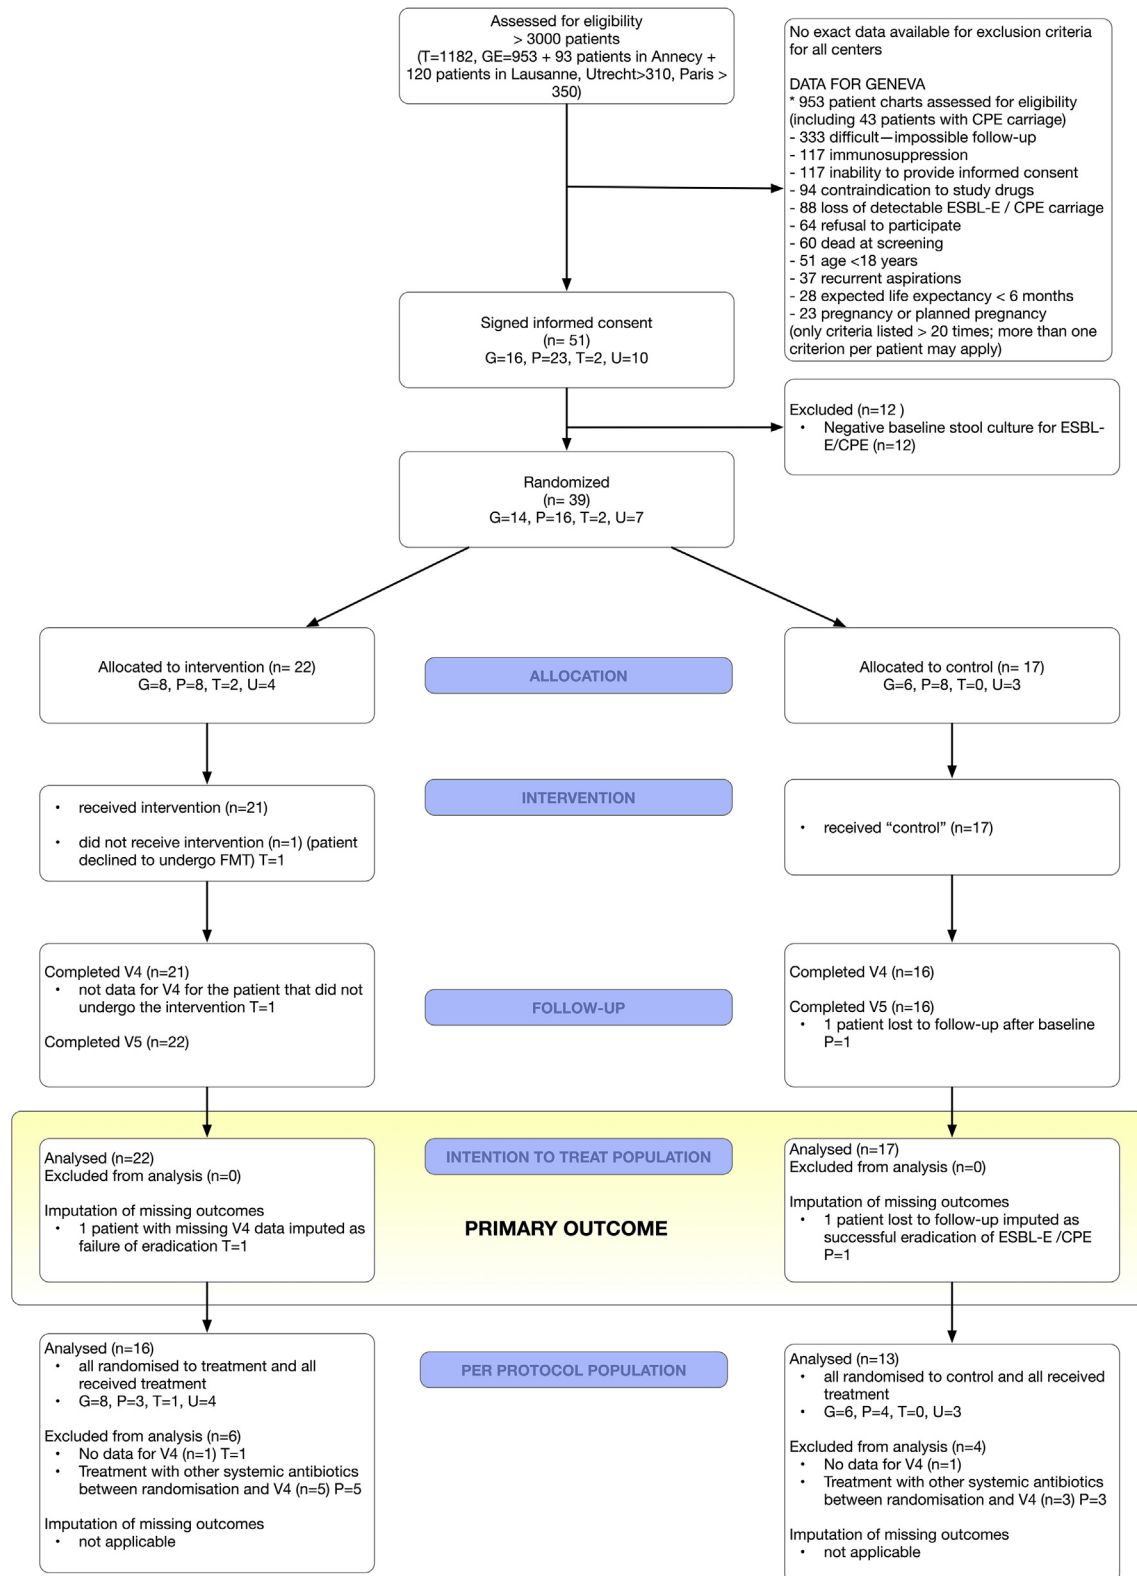 Assessed for eligibility
> 3000 patients
(T=1182, GE=953 + 93 patients in Annecy +
120 patients in Lausanne, Utrecht>310, Paris >
350)
No exact data available for exclusion criteria
for all centers
DATA FOR GENEVA
* 953 patient charts assessed for eligibility
(including 43 patients with CPE carriage)
- 333 difficult—impossible follow-up
- 117 immunosuppression
- 117 inability to provide informed consent
- 94 contraindication to study drugs
- 88 loss of detectable ESBL-E / CPE carriage
- 64 refusal to participate
- 60 dead at screening
- 51 age <18 years
- 37 recurrent aspirations
- 28 expected life expectancy < 6 months
- 23 pregnancy or planned pregnancy
(only criteria listed > 20 times; more than one
criterion per patient may apply)
Signed informed consent
(n= 51)
G=16, P=23, T=2, U=10
Excluded (n=12 )
• Negative baseline stool culture for ESBL-
E/CPE (n=12)
Randomized
(n= 39)
G=14, P=16, T=2, U=7
Allocated to intervention (n= 22)
G=8, P=8, T=2, U=4
ALLOCATION
Allocated to control (n= 17)
G=6, P=8, T=0, U=3
• received intervention (n=21)
• did not receive intervention (n=1) (patient
declined to undergo FMT) T=1
INTERVENTION
• received “control” (n=17)
Completed V4 (n=21)
• not data for V4 for the patient that did not
undergo the intervention T=1
Completed V5 (n=22)
FOLLOW-UP
Completed V4 (n=16)
Completed V5 (n=16)
• 1 patient lost to follow-up after baseline
P=1
Analysed (n=22)
Excluded from analysis (n=0)
Imputation of missing outcomes
• 1 patient with missing V4 data imputed as
failure of eradication T=1
INTENTION TO TREAT POPULATION
PRIMARY OUTCOME
Analysed (n=17)
Excluded from analysis (n=0)
Imputation of missing outcomes
• 1 patient lost to follow-up imputed as
successful eradication of ESBL-E /CPE
P=1
Analysed (n=16)
• all randomised to treatment and all
received treatment
• G=8, P=3, T=1, U=4
Excluded from analysis (n=6)
• No data for V4 (n=1) T=1
• Treatment with other systemic antibiotics
between randomisation and V4 (n=5) P=5
Imputation of missing outcomes
• not applicable
PER PROTOCOL POPULATION
Analysed (n=13)
• all randomised to control and all received
treatment
• G=6, P=4, T=0, U=3
Excluded from analysis (n=4)
• No data for V4 (n=1)
• Treatment with other systemic antibiotics
between randomisation and V4 (n=3) P=3
Imputation of missing outcomes
• not applicable